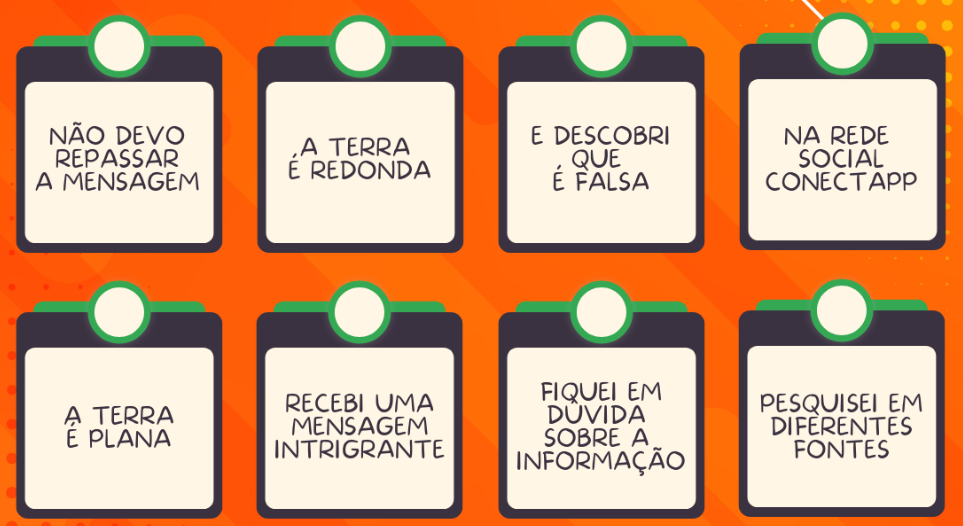 NÃO DEVO
REPASSAR
A MENSAGEM
A TERRA
É REDONDA
E DESCOBRI
QUE
É FALSA
NA REDE
SOCIAL
CONECTAPP
A TERRA
É PLANA
RECEBI UMA
MENSAGEM
INTRIGRANTE
FIQUEI EM
DÚVIDA
SOBRE A
INFORMAÇÃO
PESQUISEI EM
DIFERENTES
FONTES